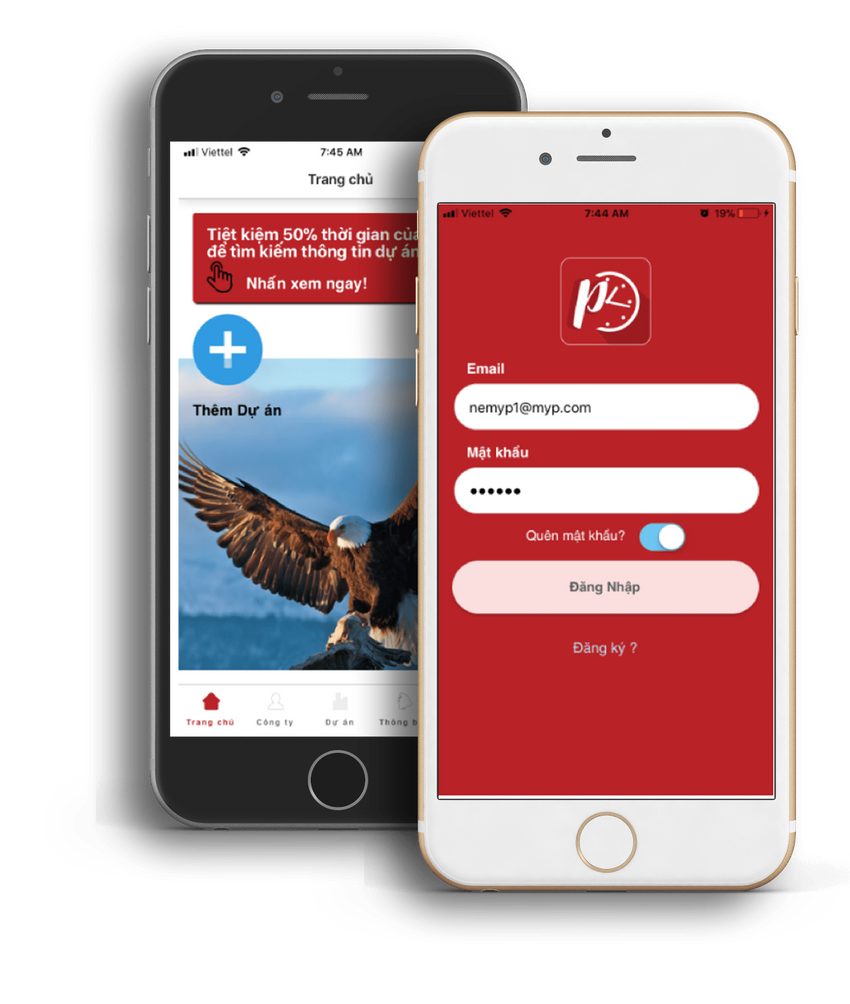 Viettel
7:45 AM
Trang chủ
Tiệt kiệm 50% thời gian của
để tìm kiếm thông tin dự án
Nhấn xem ngay!
Thêm Dự án
Trang chủ
Công ty
Dự án
Thông b
Viettel
7:44 AM
19%
Email
nemyp1@myp.com
Mật khẩu
Quên mật khẩu?
Đăng Nhập
Đăng ký ?